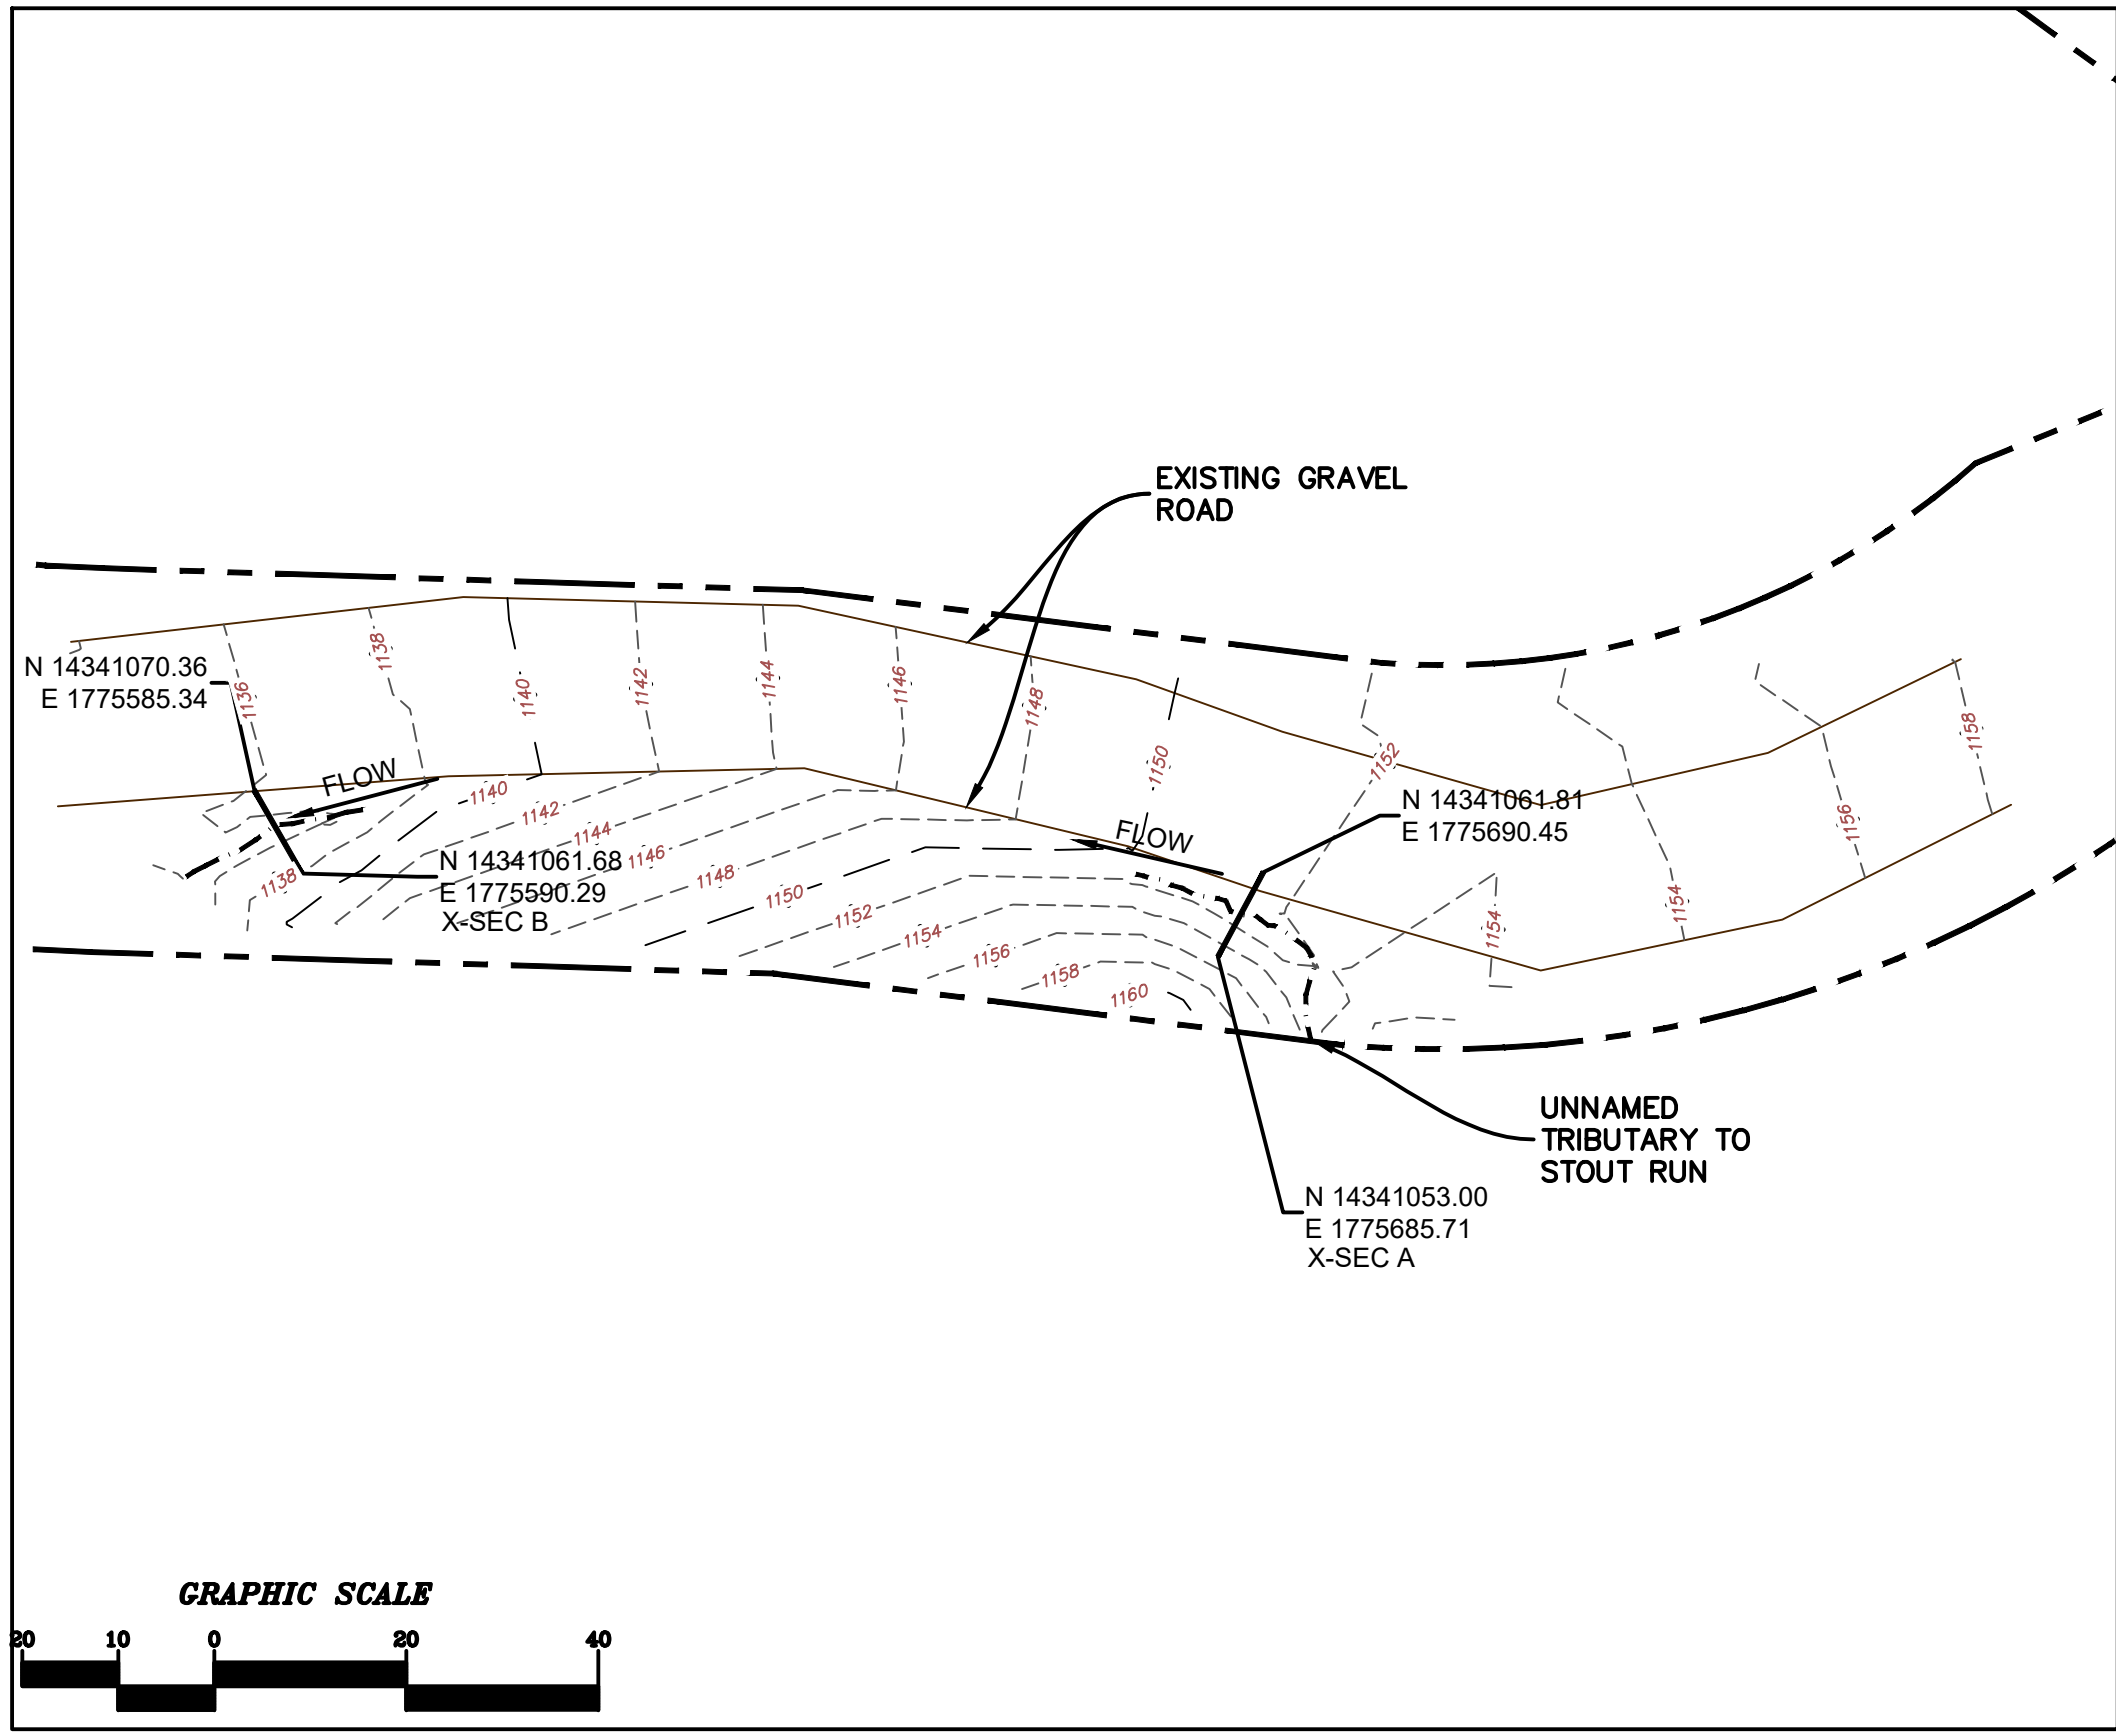 EXISTING GRAVEL
ROAD
1138
1136
1140
1142
1144
1146
1148
1150
1152
1158
N 14341070.36
E 1775585.34
FLOW
1140
1142
1144
1146
1148
1150
1152
1154
1156
1158
1160
1138
N 14341061.68
E 1775590.29
X-SEC B
FLOW
N 14341061.81
E 1775690.45
1154
1154
1156
UNNAMED
TRIBUTARY TO
STOUT RUN
N 14341053.00
E 1775685.71
X-SEC A
GRAPHIC SCALE
20 10 0 20 40